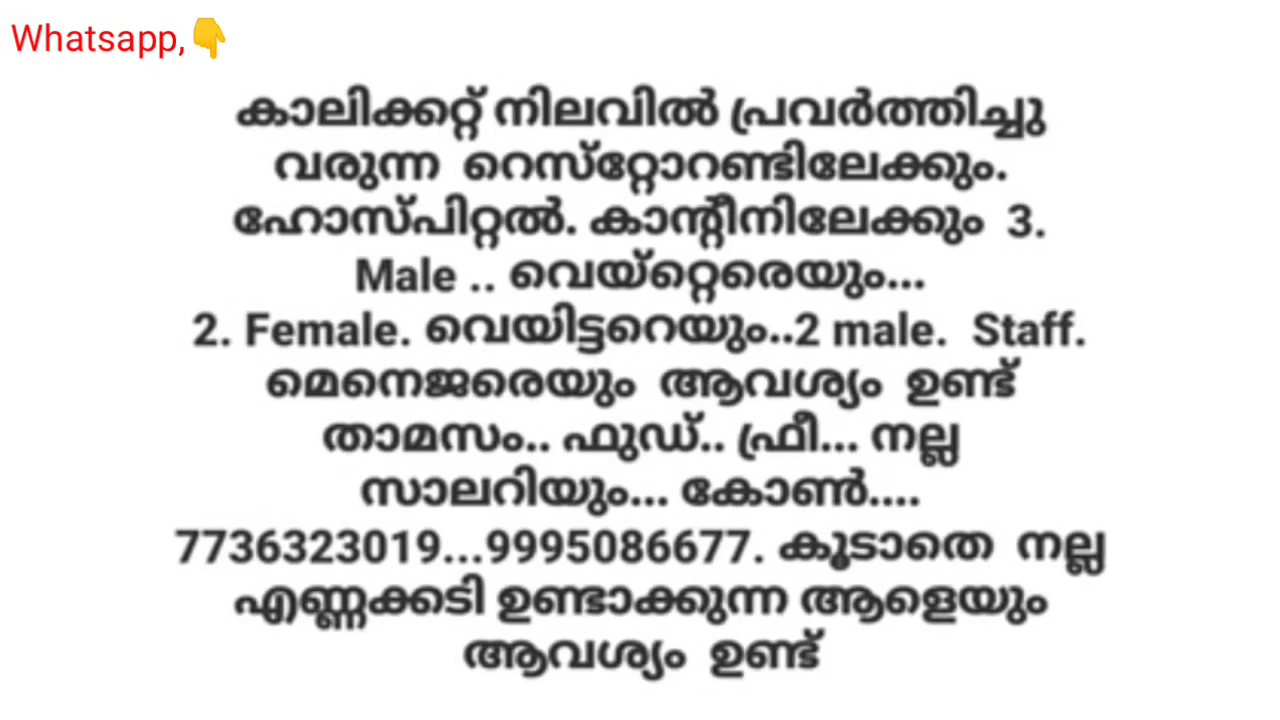 Whatsapp,👇
കാലിക്കറ്റ് നിലവിൽ പ്രവർത്തിച്ചു
വരുന്ന റെസ്റ്റോറണ്ടിലേക്കും.
ഹോസ്പിറ്റൽ. കാന്റീനിലേക്കും 3.
Male .. വെയ്റ്റെരെയും...
2. Female. വെയിട്ടറെയും..2 male. Staff.
മെനെജരെയും ആവശ്യം ഉണ്ട്
താമസം.. ഫുഡ്.. ഫ്രീ... നല്ല
സാലറിയും... കോൺ....
7736323019...9995086677. കൂടാതെ നല്ല
എണ്ണക്കടി ഉണ്ടാക്കുന്ന ആളെയും
ആവശ്യം ഉണ്ട്